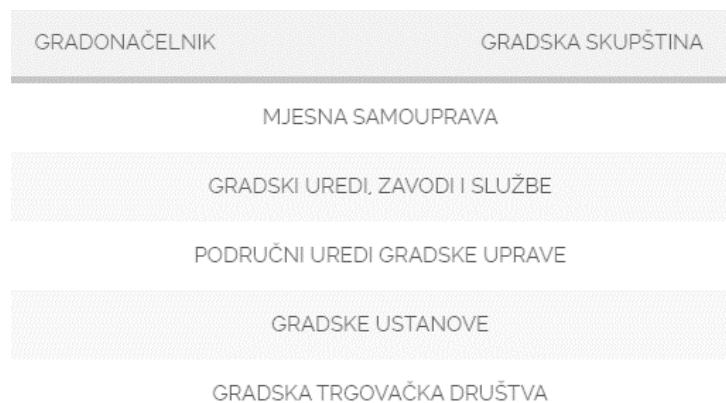 GRADONAČELNIK GRADSKA SKUPŠTINA
MJESNA SAMOUPRAVA
GRADSKI UREDI, ZAVODI I SLUŽBE
PODRUČNI UREDI GRADSKE UPRAVE
GRADSKE USTANOVE
GRADSKA TRGOVAČKA DRUŠTVA